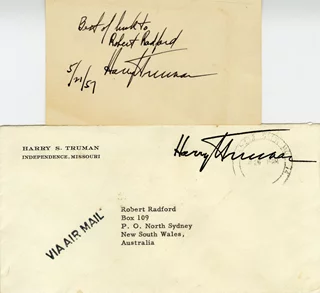 Best of luck to
Robert Radford
Harry Truman
5/21/57
HARRY S. TRUMAN
INDEPENDENCE, MISSOURI
Harry Truman
VIA AIR MAIL
Robert Radford
Box 109
P. O. North Sydney
New South Wales,
Australia